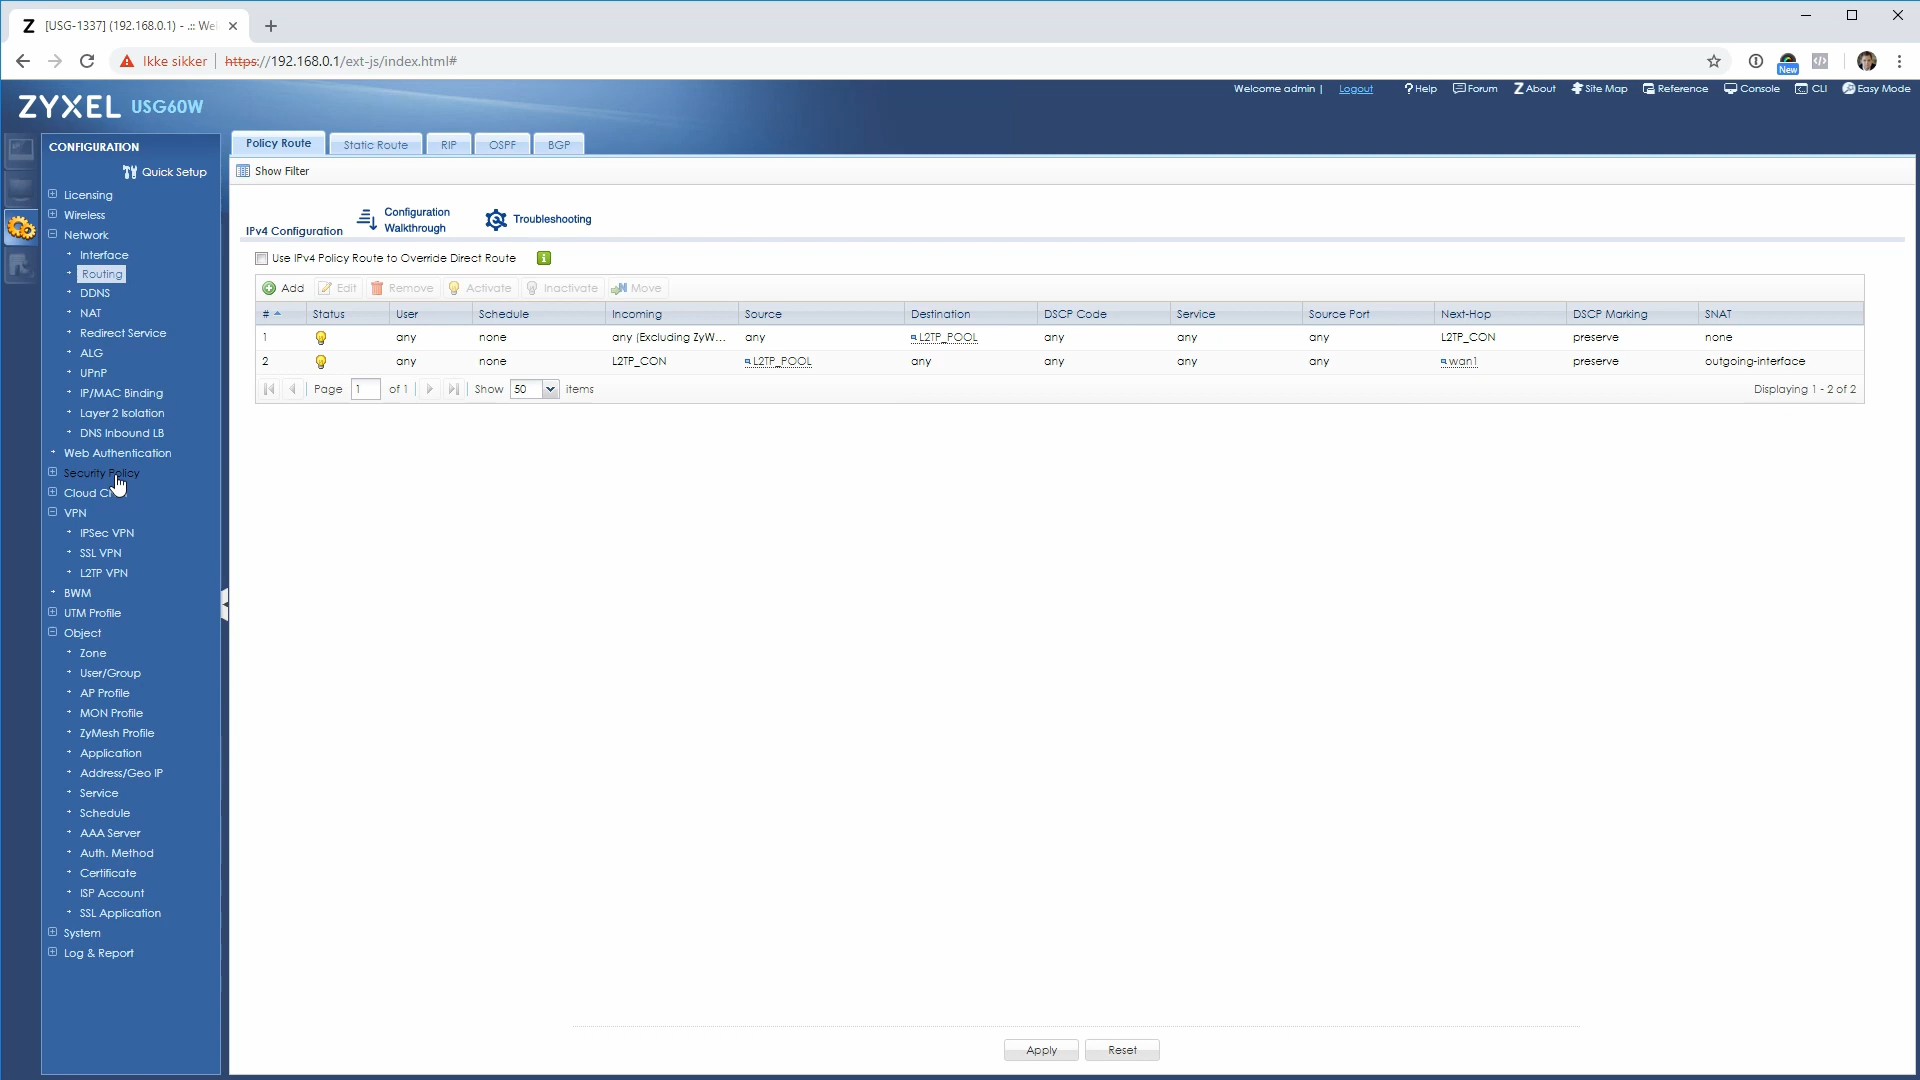 [USG-1337] (192.168.0.1) - .:: We
Ikke sikker https://192.168.0.1/ext-js/index.html#
New
ZYXEL USG60W
Welcome admin | Logout ?Help Forum Z About Site Map Reference Console CLI Easy Mode
CONFIGURATION
Quick Setup
Licensing
Wireless
Network
Interface
Routing
DDNS
NAT
Redirect Service
ALG
UPnP
IP/MAC Binding
Layer 2 Isolation
DNS Inbound LB
Web Authentication
Security Policy
Cloud C
VPN
IPSec VPN
SSL VPN
L2TP VPN
BWM
UTM Profile
Object
Zone
User/Group
AP Profile
MON Profile
ZyMesh Profile
Application
Address/Geo IP
Service
Schedule
AAA Server
Auth. Method
Certificate
ISP Account
SSL Application
System
Log & Report
Policy Route Static Route RIP OSPF BGP
Show Filter
IPv4 Configuration
Configuration
Walkthrough
Troubleshooting
Use IPv4 Policy Route to Override Direct Route
Add Edit Remove Activate Inactivate Move
# Status User Schedule Incoming Source Destination DSCP Code Service Source Port Next-Hop DSCP Marking SNAT
1 any none any (Excluding ZyW... any L2TP_POOL any any any L2TP_CON preserve none
2 any none L2TP_CON L2TP_POOL any any any any wan1 preserve outgoing-interface
Page 1 of 1 Show 50 items Displaying 1 - 2 of 2
Apply Reset